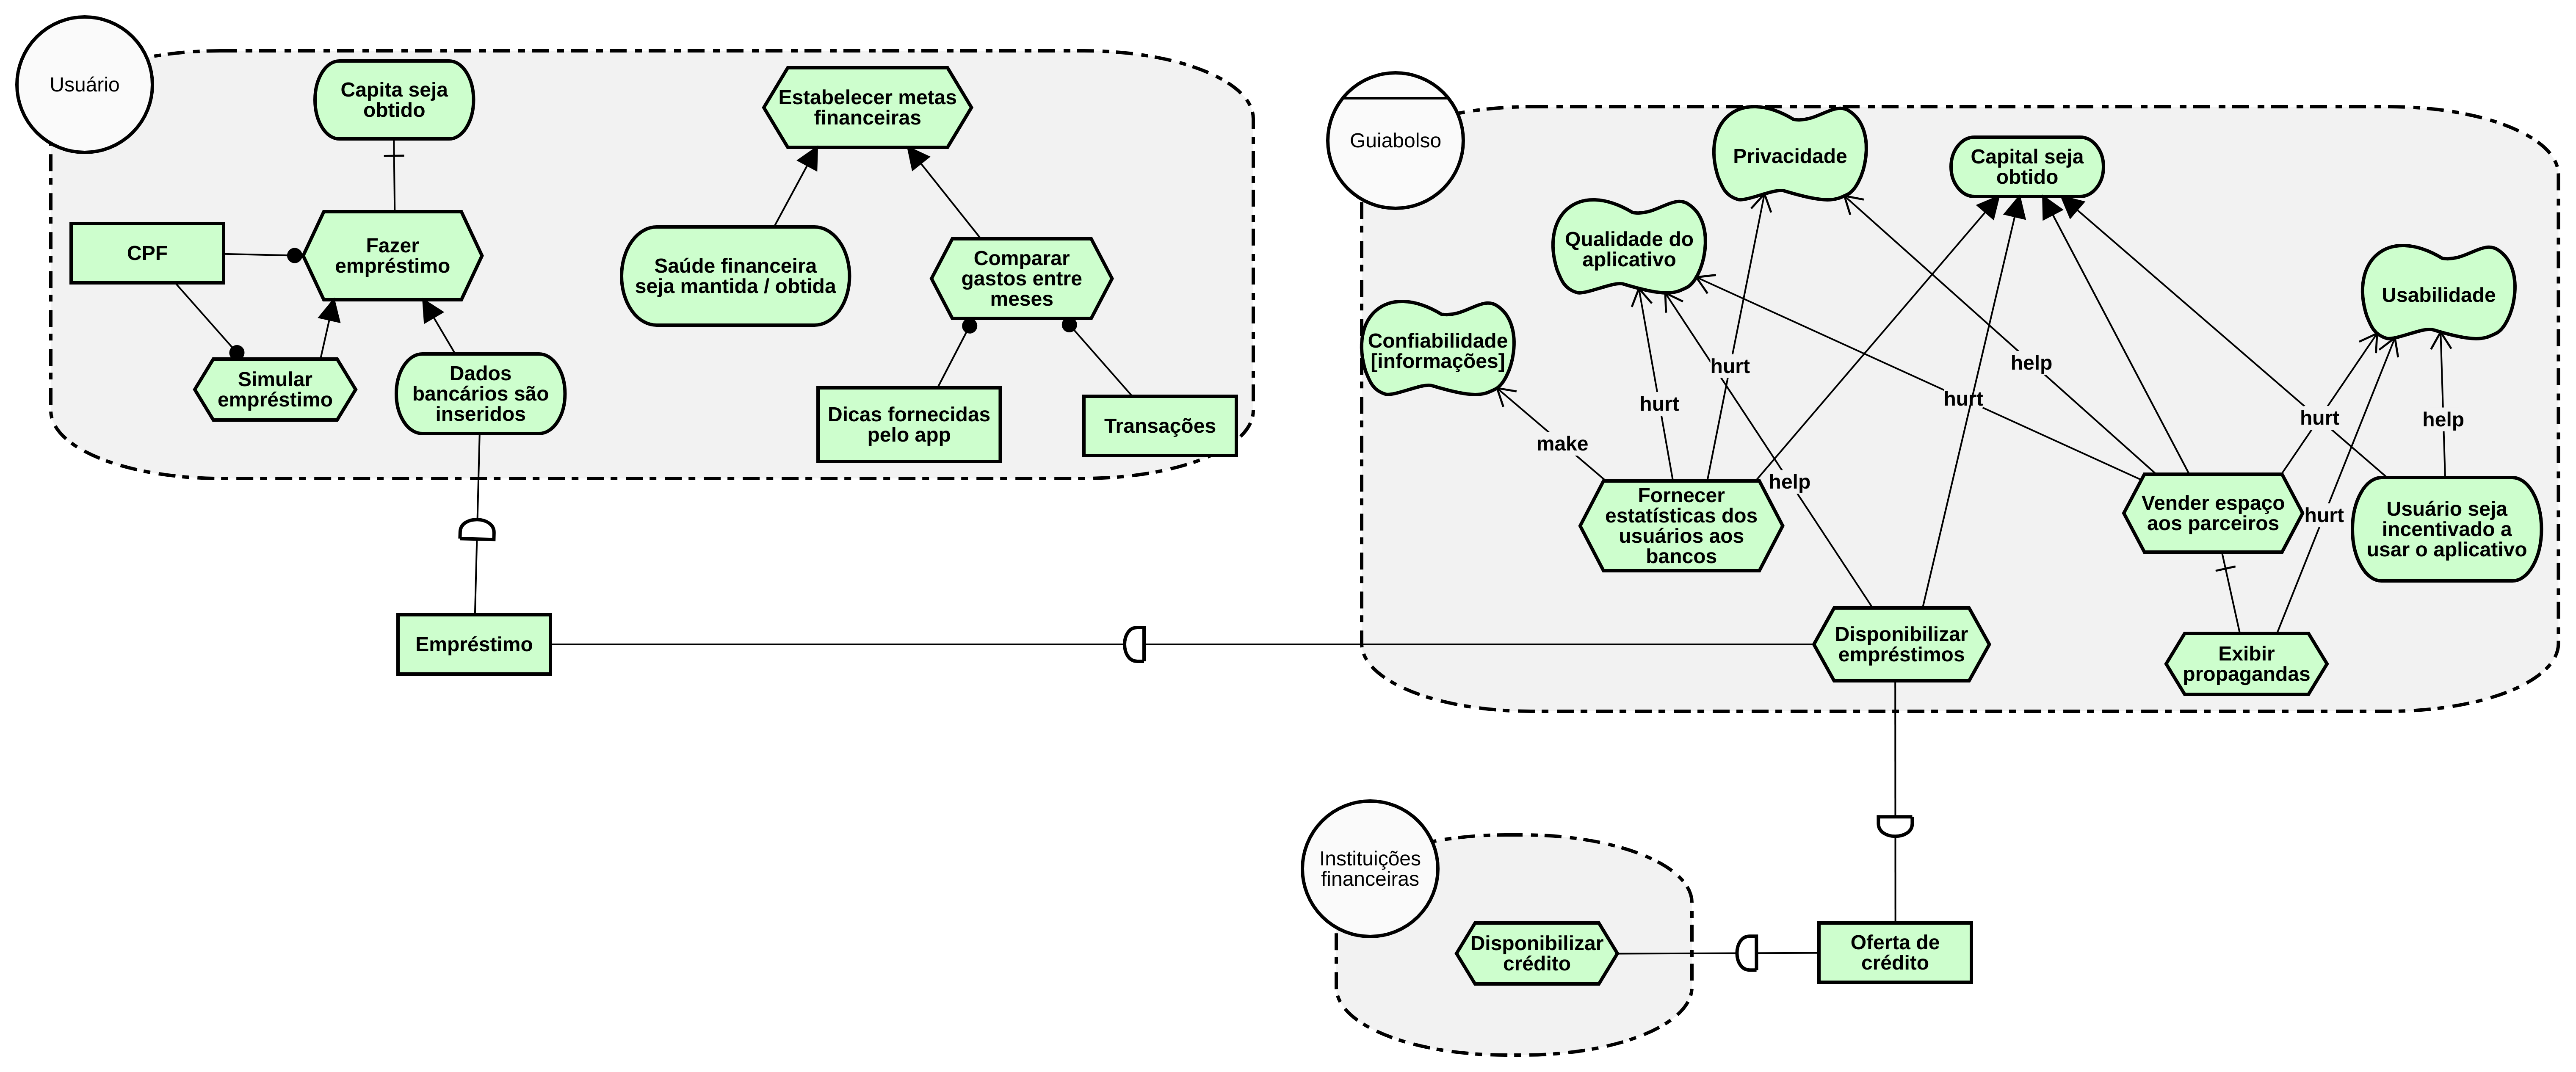 Usuário
Capita seja
obtido
Estabelecer metas
financeiras
CPF
Fazer
empréstimo
Saúde financeira
seja mantida / obtida
Comparar
gastos entre
meses
Simular
empréstimo
Dados
bancários são
inseridos
Dicas fornecidas
pelo app
Transações
Empréstimo
Guiabolso
Privacidade
Capital seja
obtido
Qualidade do
aplicativo
Usabilidade
Confiabilidade
[informações]
hurt
help
hurt
hurt
hurt
help
make
help
hurt
Fornecer
estatísticas dos
usuários aos
bancos
Vender espaço
aos parceiros
Usuário seja
incentivado a
usar o aplicativo
Disponibilizar
empréstimos
Exibir
propagandas
Instituições
financeiras
Disponibilizar
crédito
Oferta de
crédito